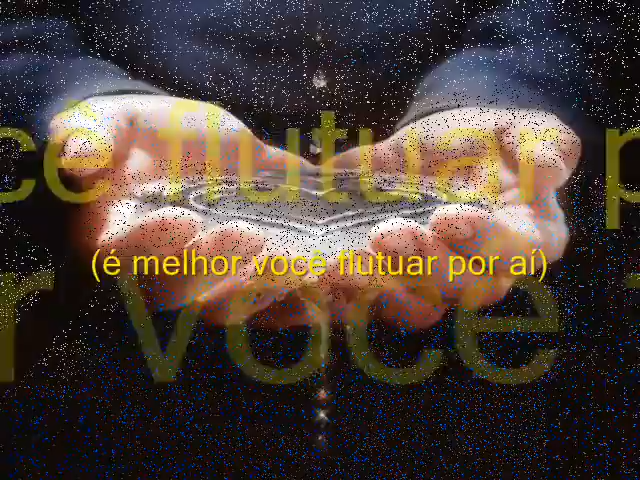 cê flutuar p
(é melhor você flutuar por aí)
r você